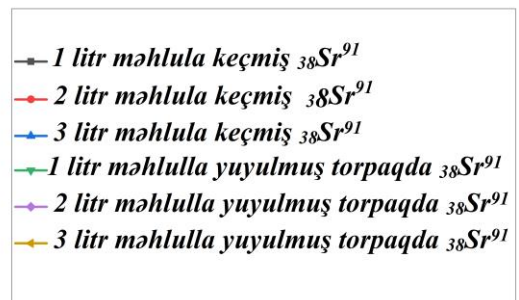 1 litr məhlula keçmiş ₃₈Sr⁹¹
2 litr məhlula keçmiş ₃8Sr⁹¹
3 litr məhlula keçmiş ₃₈Sr⁹¹
1 litr məhlulla yuyulmuş torpaqda ₃₈Sr⁹¹
2 litr məhlulla yuyulmuş torpaqda ₃₈Sr⁹¹
3 litr məhlulla yuyulmuş torpaqda ₃₈Sr⁹¹